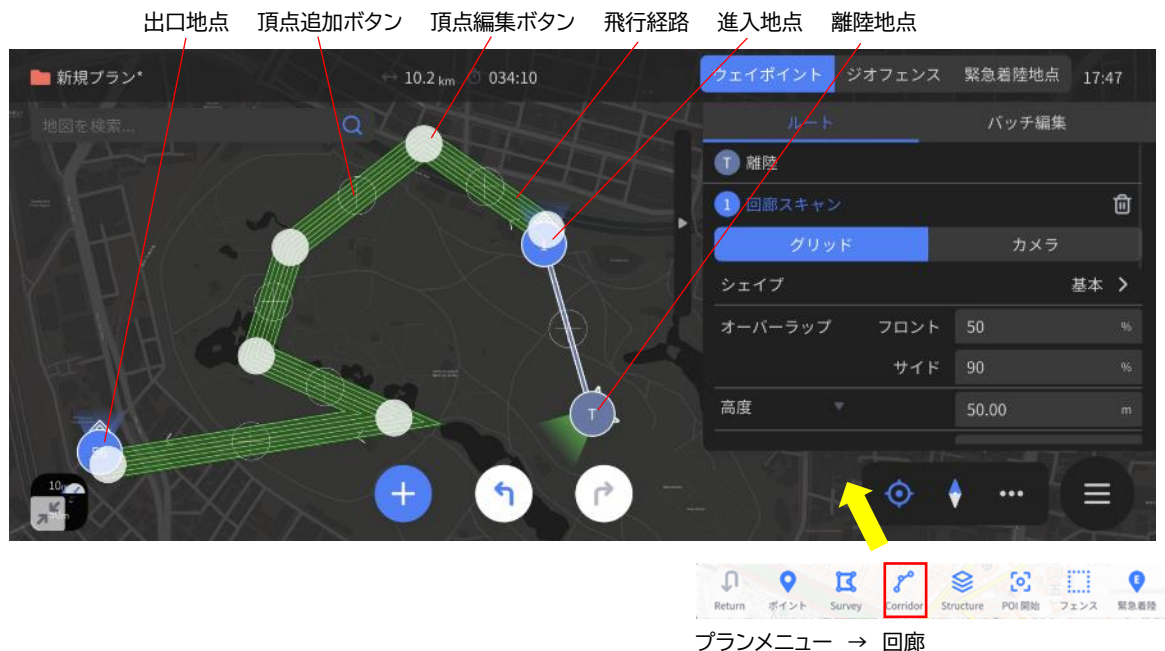 出口地点 頂点追加ボタン 頂点編集ボタン 飛行経路 進入地点 離陸地点
新規プラン* ↔ 10.2 km 034:10 ウェイポイント ジオフェンス 緊急着陸地点 17:47
地図を検索... ルート バッチ編集
T 離陸
1 回廊スキャン
グリッド カメラ
シェイプ 基本
オーバーラップ フロント 50 %
サイド 90 %
高度 50.00 m
1
T
10
Return ポイント Survey Corridor Structure POI 開始 フェンス 緊急着陸
プランメニュー → 回廊